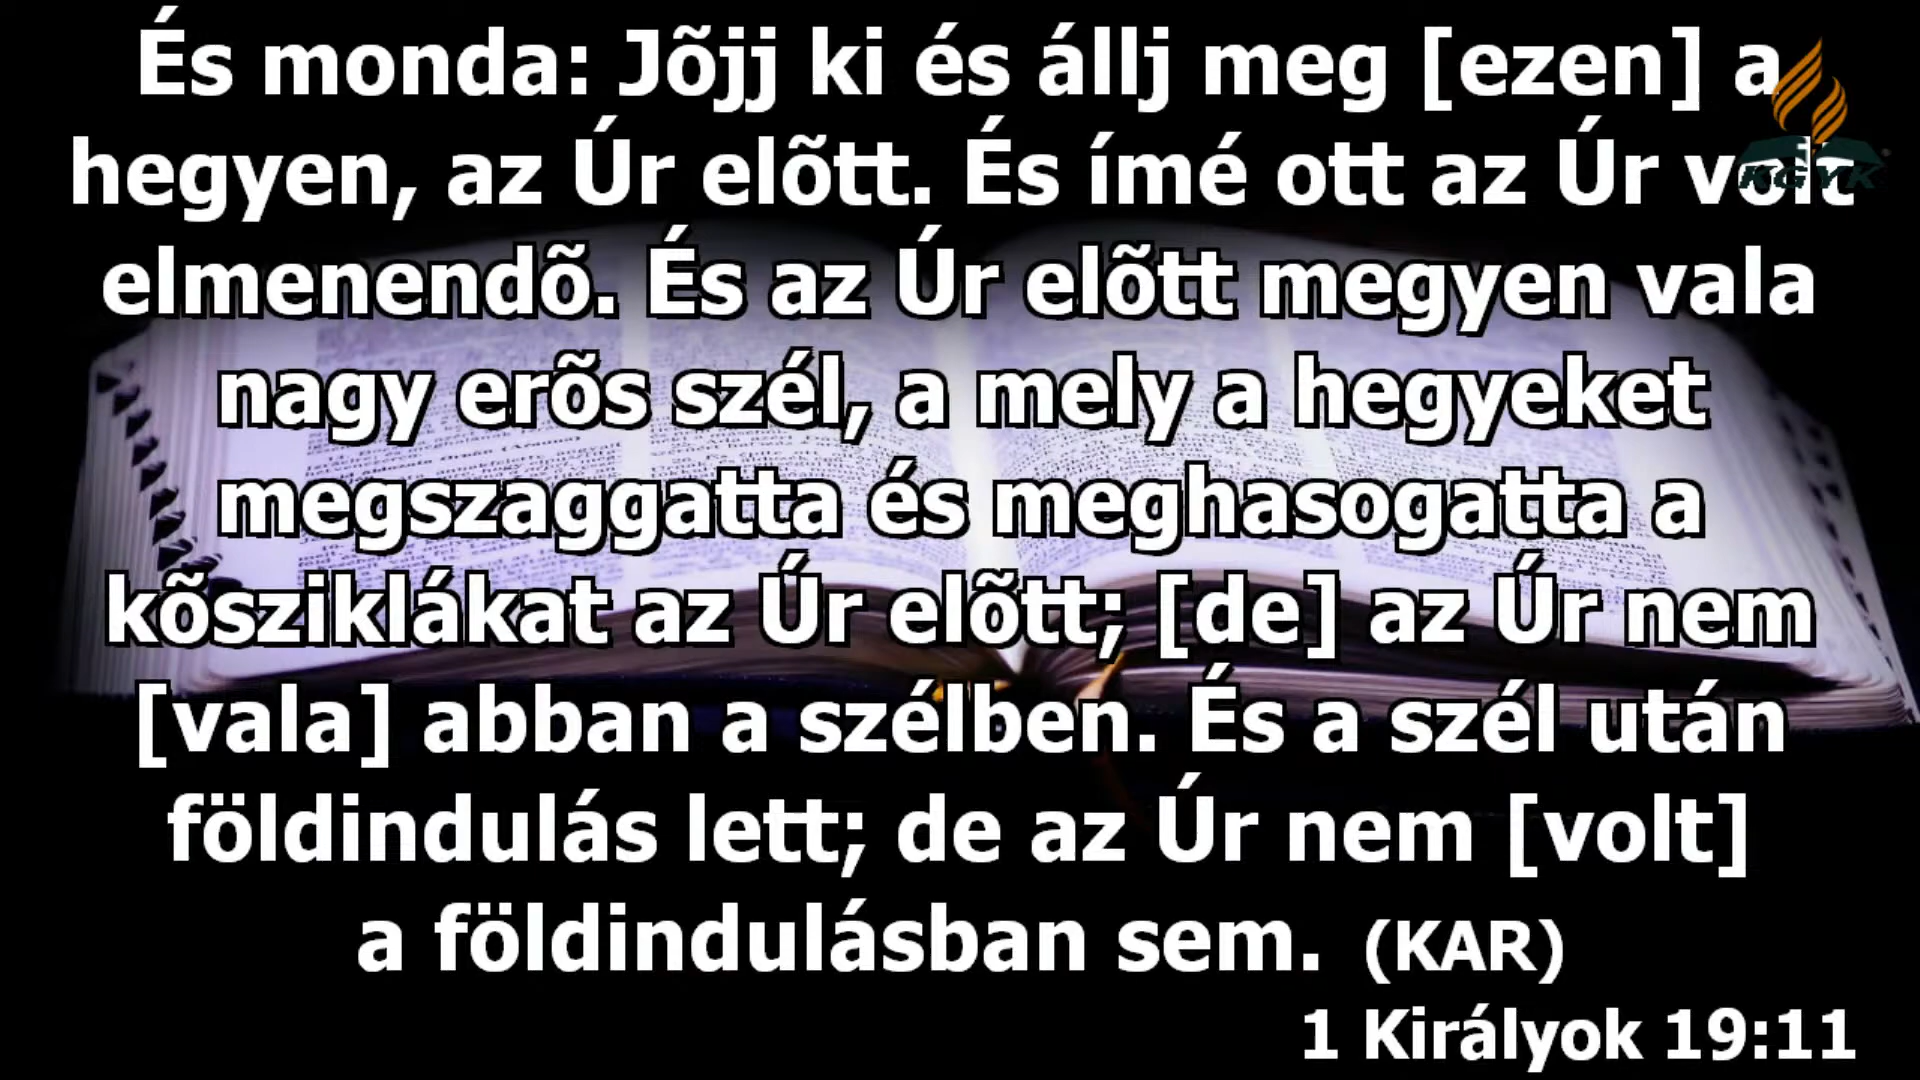 És monda: Jõjj ki és állj meg [ezen] a
hegyen, az Úr elõtt. És ímé ott az Úr volt
elmenendõ. És az Úr elõtt megyen vala
nagy erõs szél, a mely a hegyeket
megszaggatta és meghasogatta a
kõsziklákat az Úr elõtt; [de] az Úr nem
[vala] abban a szélben. És a szél után
földindulás lett; de az Úr nem [volt]
a földindulásban sem. (KAR)
1 Királyok 19:11
KGYK